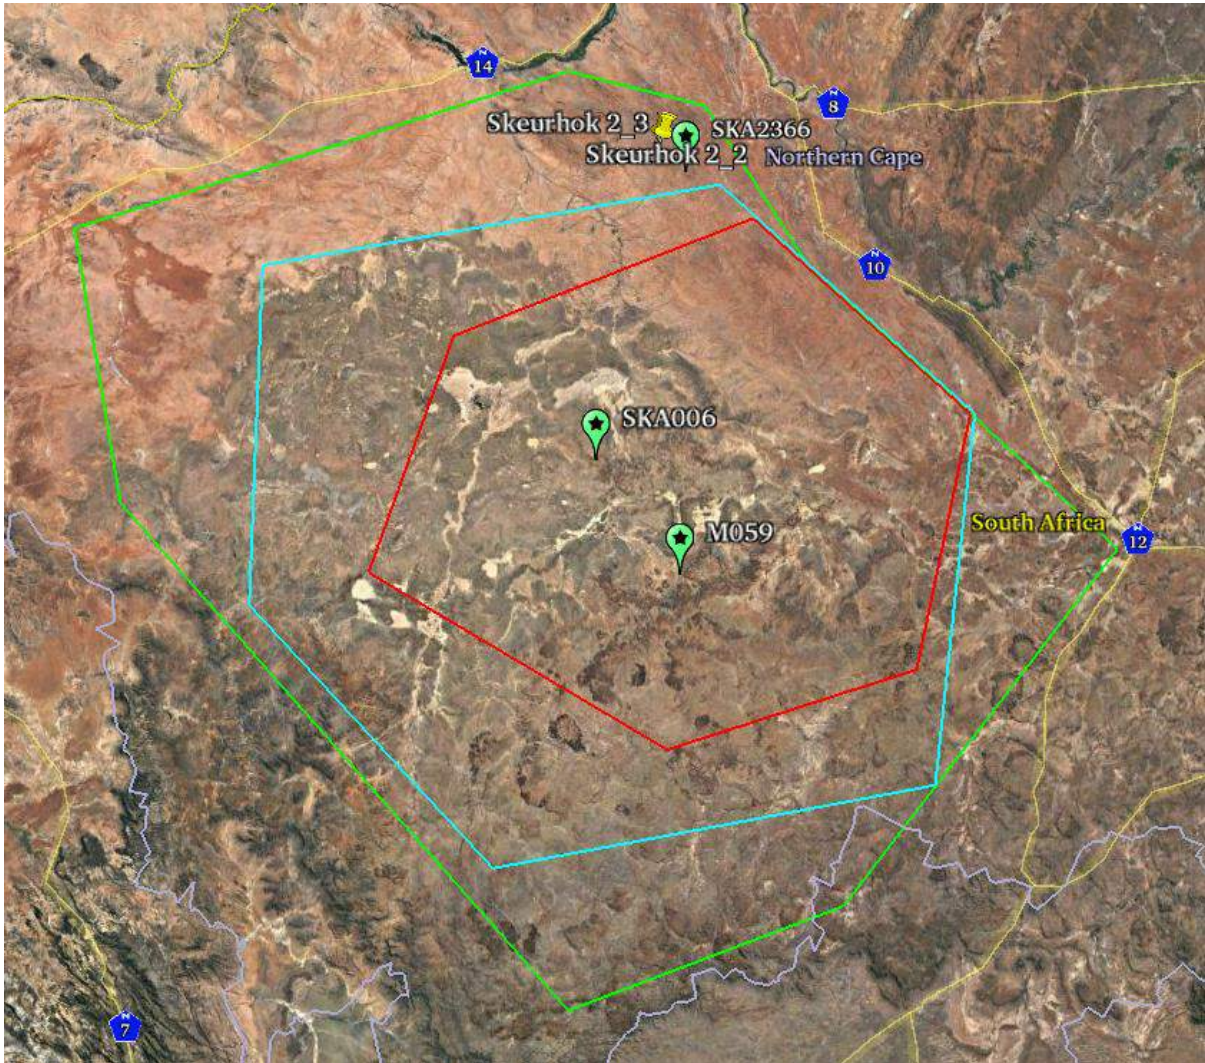 N
14
N
8
Skeurhok 2_3
SKA2366
Skeurhok 2_2
Northern Cape
N
10
SKA006
South Africa
N
12
M059
N
7